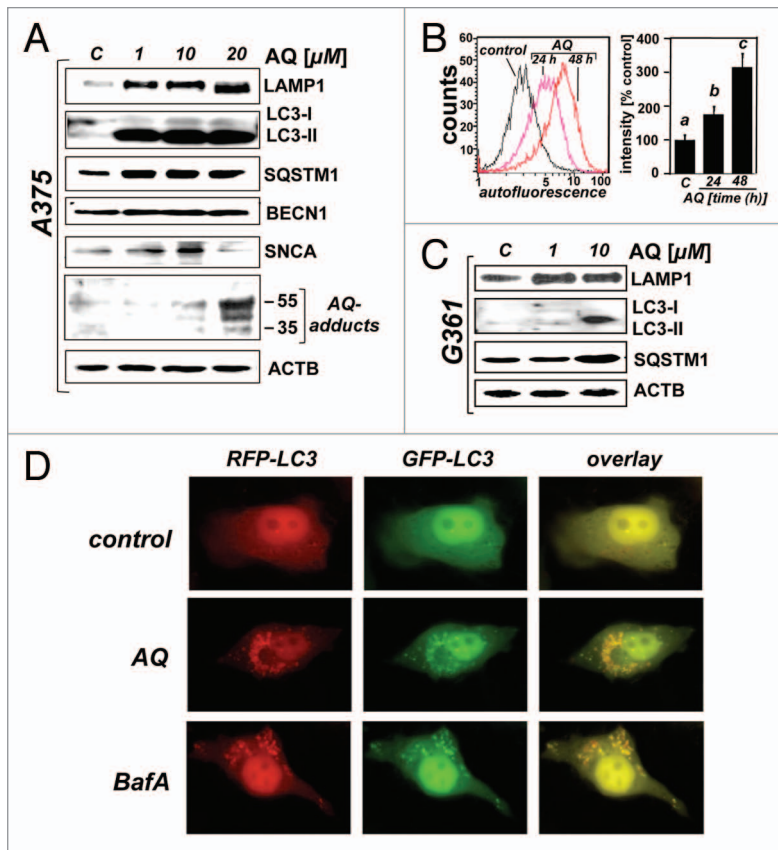 A
C 1 10 20 AQ [µM]
A375
LAMP1
LC3-I
LC3-II
SQSTM1
BECN1
SNCA
– 55
– 35
AQ-
adducts
ACTB
B
counts
60
50
40
30
20
10
0
control
AQ
24 h
48 h
1 5 10 100
autofluorescence
intensity [% control]
400
300
200
100
0
a
b
c
C 24 48
AQ [time (h)]
C
C 1 10 AQ [µM]
G361
LAMP1
LC3-I
LC3-II
SQSTM1
ACTB
D
RFP-LC3 GFP-LC3 overlay
control
AQ
BafA